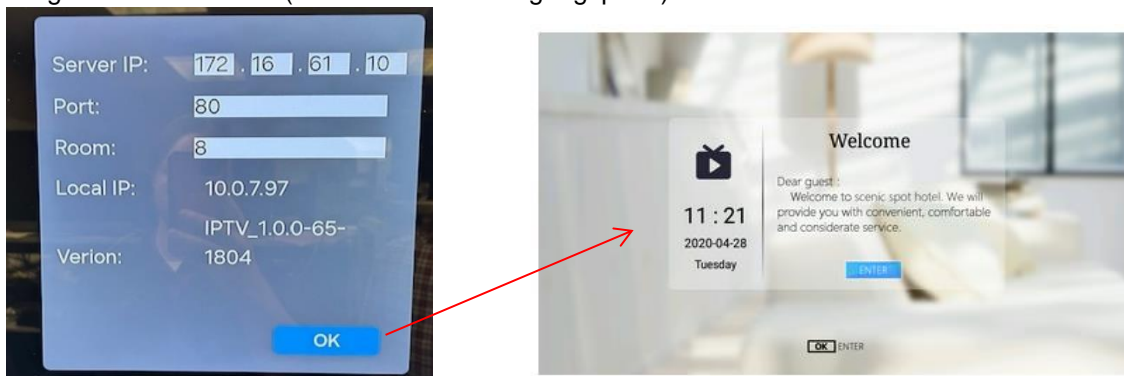 Server IP: 172 . 16 . 61 . 10
Port: 80
Room: 8
Local IP: 10.0.7.97
IPTV_1.0.0-65-
Verion: 1804
OK
Welcome
Dear guest :
Welcome to scenic spot hotel. We will
provide you with convenient, comfortable
and considerate service.
11 : 21
2020-04-28
Tuesday
ENTER
OK ENTER